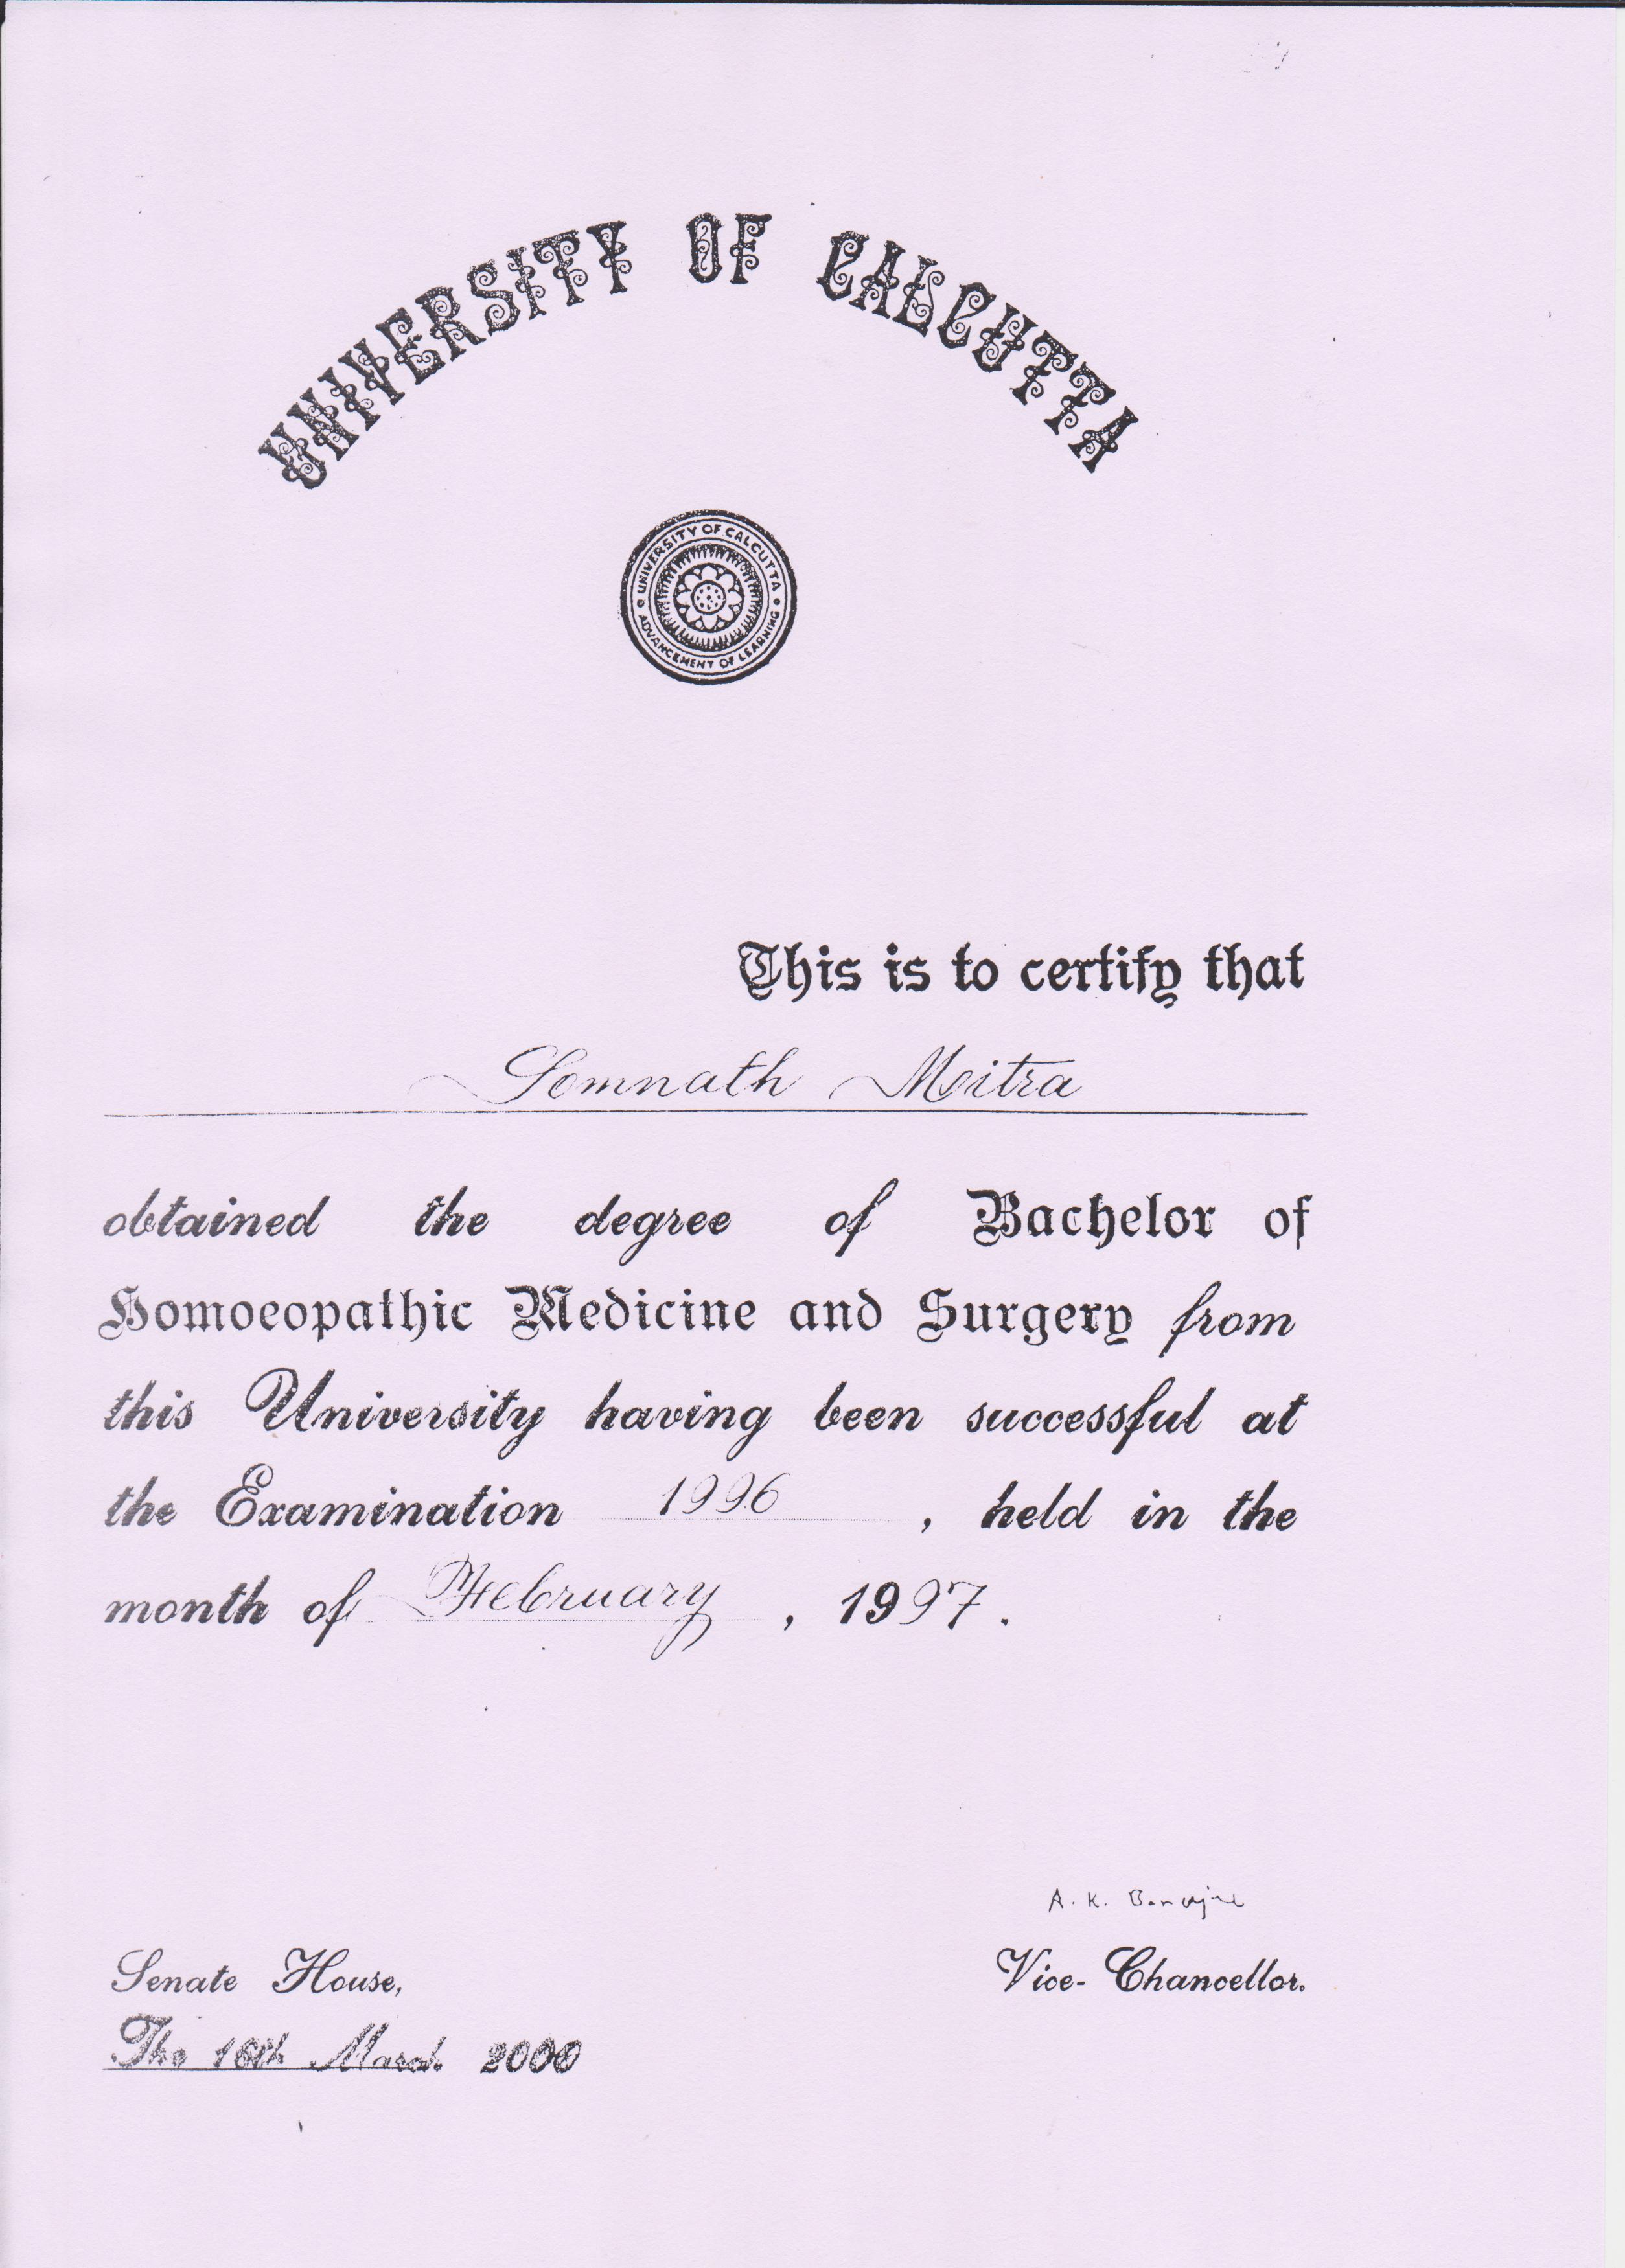 UNIVERSITY OF CALCUTTA
UNIVERSITY OF CALCUTTA
ADVANCEMENT OF LEARNING
This is to certify that
Somnath Moitra
obtained the degree of Bachelor of
Homoeopathic Medicine and Surgery from
this University having been successful at
the Examination 1996, held in the
month of February, 1997.
A. K. Banerjee
Vice-Chancellor.
Senate House,
The 16th March 2000